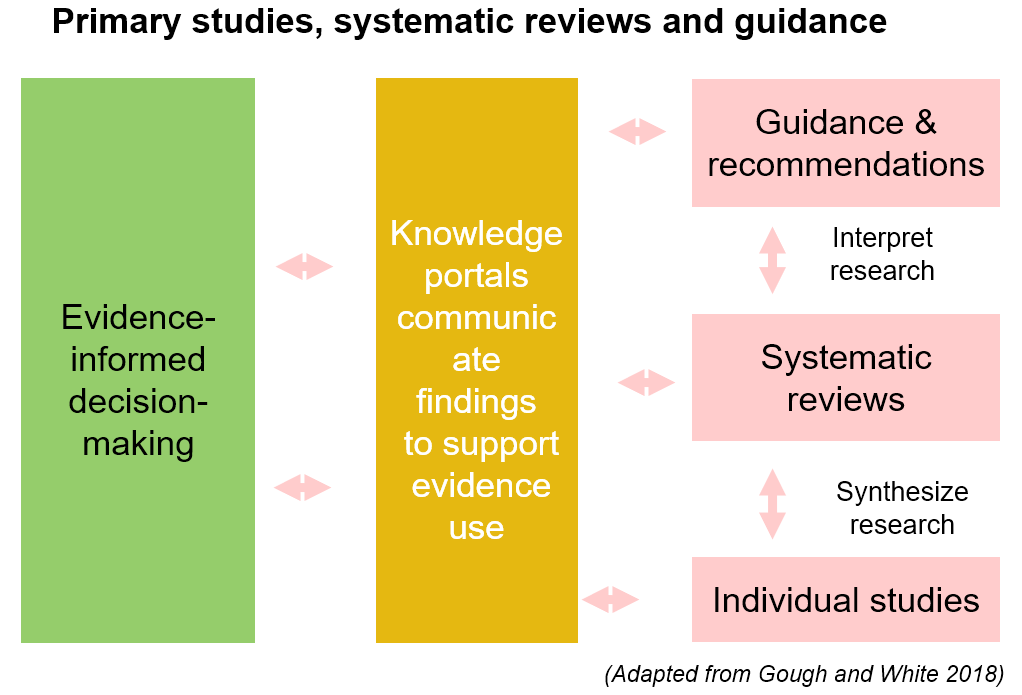 Primary studies, systematic reviews and guidance
Evidence-
informed
decision-
making
Knowledge
portals
communic
ate
findings
to support
evidence
use
Guidance &
recommendations
Interpret
research
Systematic
reviews
Synthesize
research
Individual studies
(Adapted from Gough and White 2018)